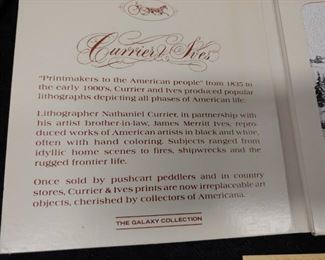 Currier & Ives
"Printmakers to the American people" from 1835 to
the early 1900's, Currier and Ives produced popular
lithographs depicting all phases of American life.
Lithographer Nathaniel Currier, in partnership with
his artist brother-in-law, James Merrit Ives, repro-
duced works of American artists in black and white,
often with hand coloring. Subjects ranged from
idyllic home scenes to fires, shipwrecks and the
rugged frontier life.
Once sold by pushcart peddlers and in country
stores, Currier & Ives prints are now irreplaceable art
objects, cherished by collectors of Americana.
THE GALAXY COLLECTION